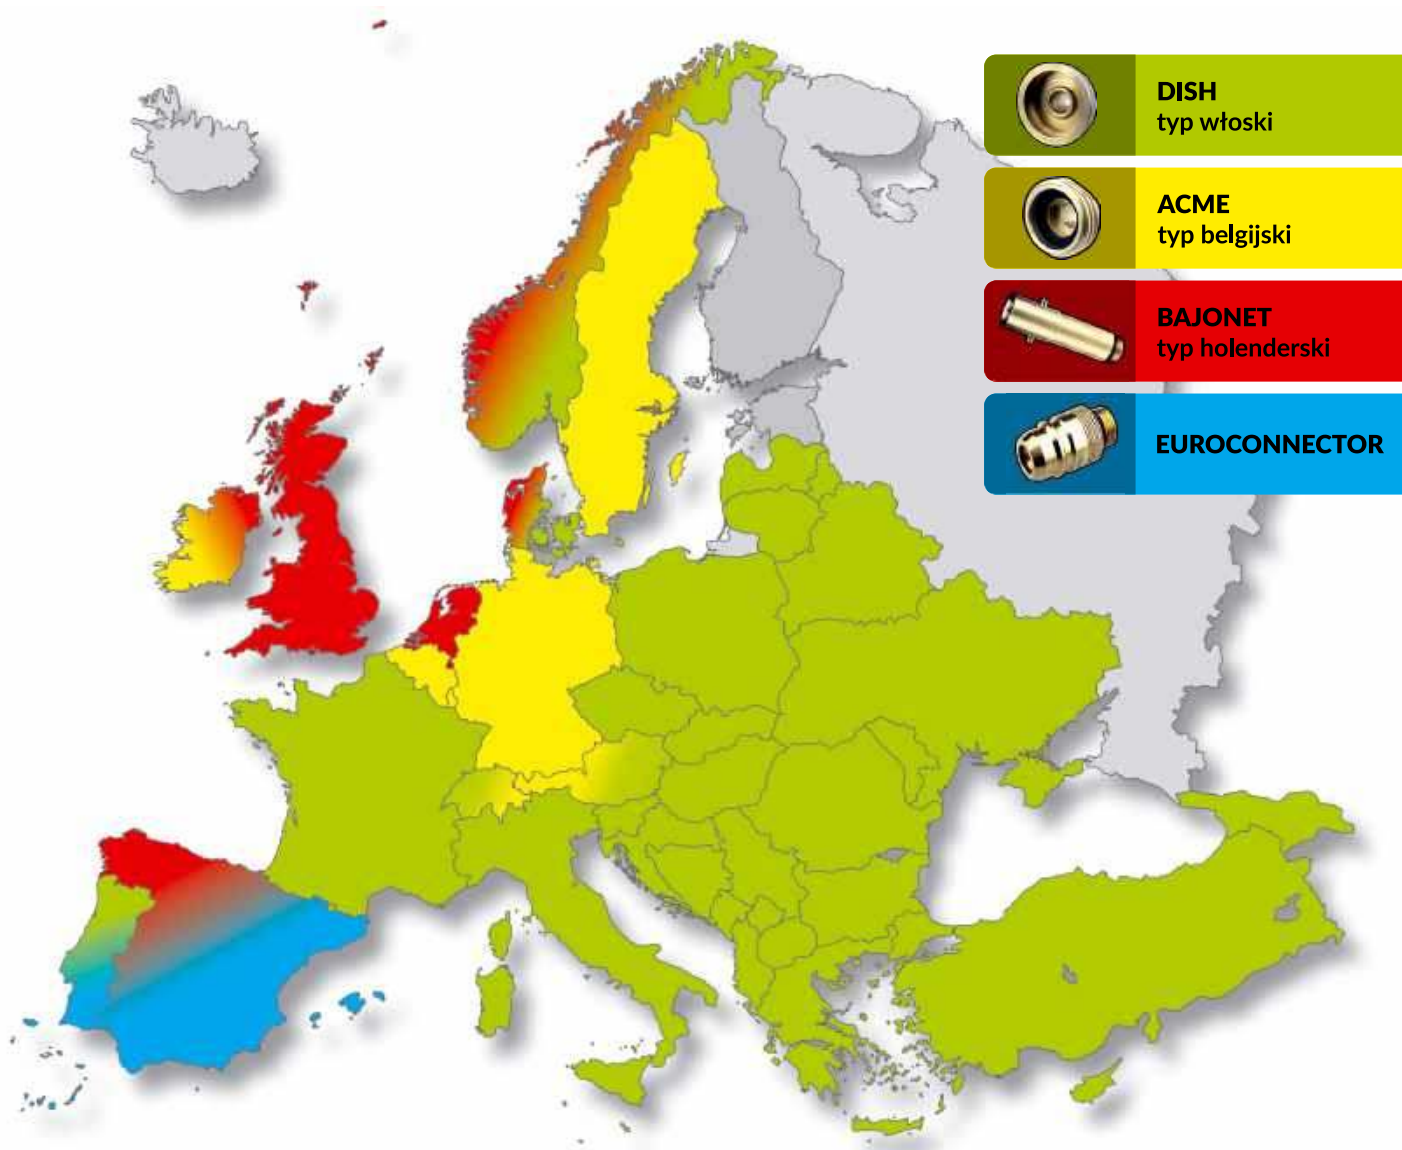 DISH
typ włoski
ACME
typ belgijski
BAJONET
typ holenderski
EUROCONNECTOR